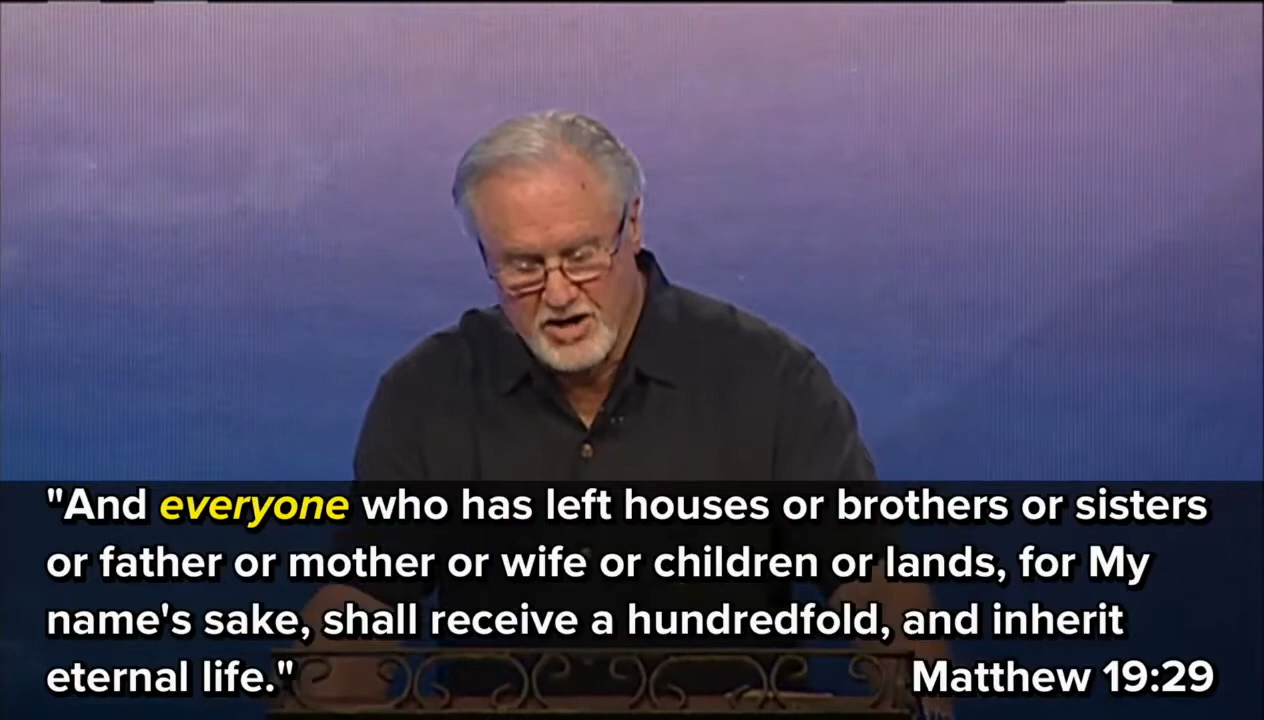 "And everyone who has left houses or brothers or sisters
or father or mother or wife or children or lands, for My
name's sake, shall receive a hundredfold, and inherit
eternal life." Matthew 19:29